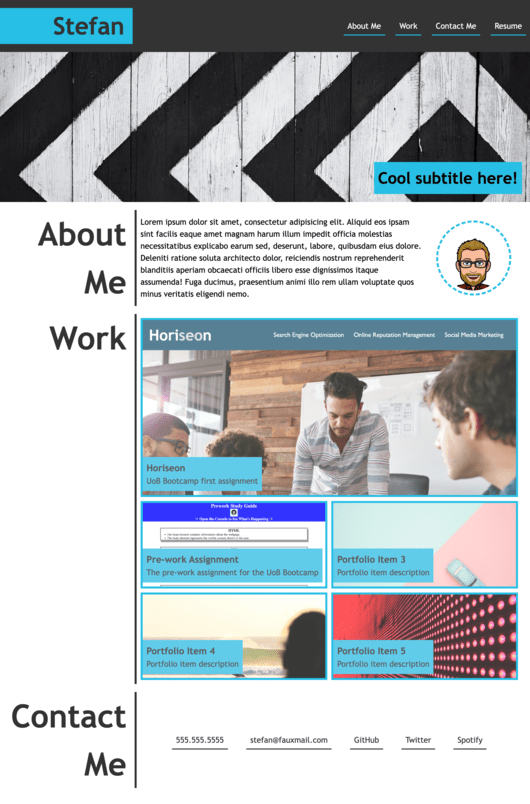 Stefan
About Me
Work
Contact Me
Resume
Cool subtitle here!
About
Me
Lorem ipsum dolor sit amet, consectetur adipisicing elit. Aliquid eos ipsam
sint facilis eaque amet magnam harum illum impedit officia molestias
necessitatibus explicabo earum sed, deserunt, labore, quibusdam eius dolore.
Deleniti ratione soluta architecto dolor, reiciendis nostrum reprehenderit
blanditiis aperiam obcaecati officiis libero esse dignissimos itaque
assumenda! Fuga ducimus, praesentium animi illo rem ullam voluptate quos
minus veritatis eligendi nemo.
Work
Horiseon
Search Engine Optimization
Online Reputation Management
Social Media Marketing
Horiseon
UoB Bootcamp first assignment
Prework Study Guide
HTML
Pre-work Assignment
The pre-work assignment for the UoB Bootcamp
Portfolio Item 3
Portfolio item description
Portfolio Item 4
Portfolio item description
Portfolio Item 5
Portfolio item description
Contact
Me
555.555.5555
stefan@fauxmail.com
GitHub
Twitter
Spotify